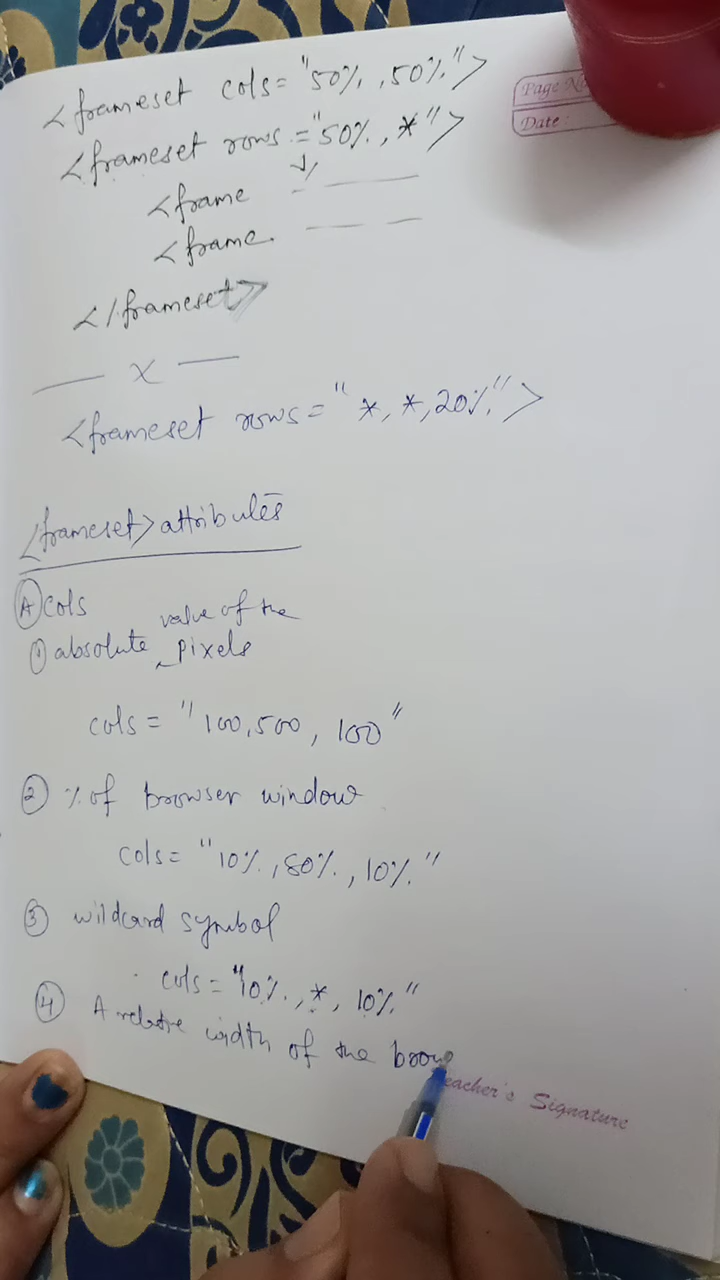 <frameset cols="50%,50%">
Page No
Date :
<frameset rows="50%,*">
<frame
<frame
</frameset>
x
<frameset rows="*,*,20%">
<frameset>attributes
A cols
value of the
1 absolute pixels
cols = "100,500, 100"
2 % of browser window
cols= "10%,80%,10%"
3 wildcard symbol
cols = "10%,*,10%"
4 A relative width of the brow
eacher's Signature